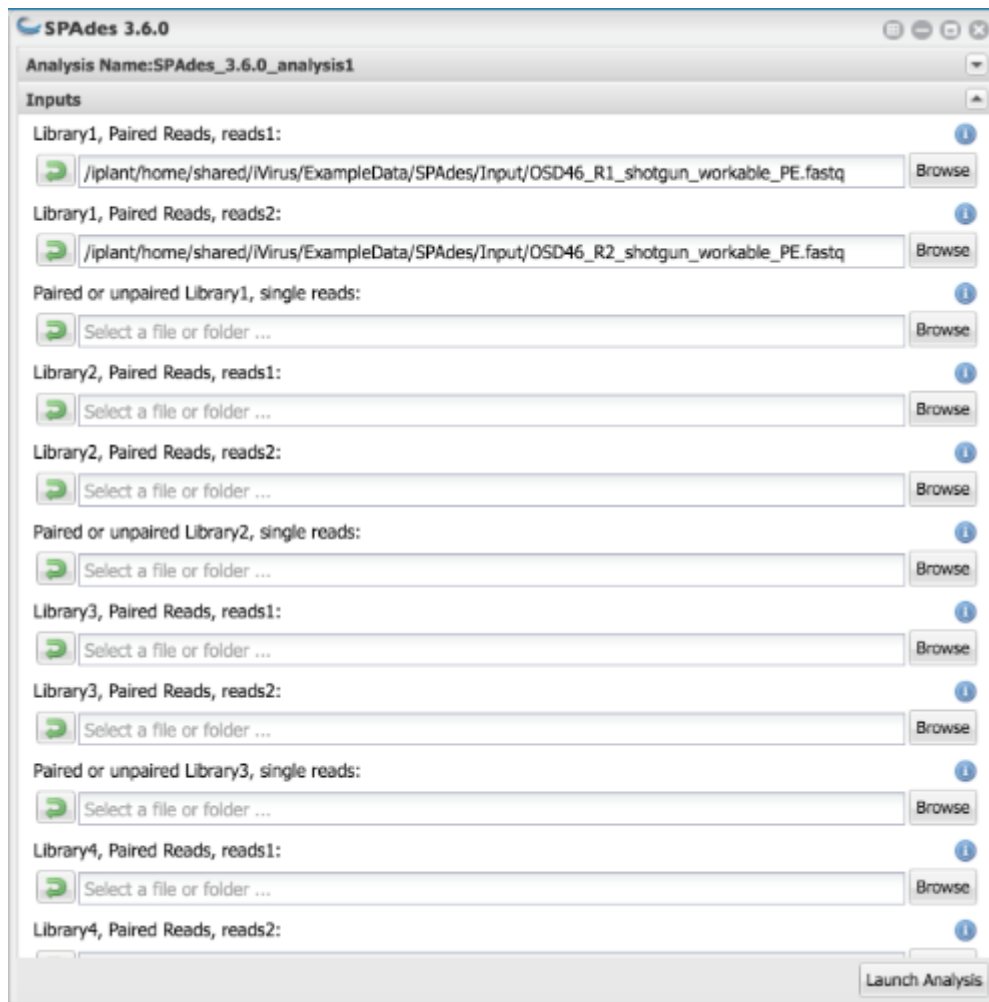 SPAdes 3.6.0
Analysis Name:SPAdes_3.6.0_analysis1
Inputs
Library1, Paired Reads, reads1:
/iplant/home/shared/iVirus/ExampleData/SPAdes/Input/OSD46_R1_shotgun_workable_PE.fastq Browse
Library1, Paired Reads, reads2:
/iplant/home/shared/iVirus/ExampleData/SPAdes/Input/OSD46_R2_shotgun_workable_PE.fastq Browse
Paired or unpaired Library1, single reads:
Select a file or folder ... Browse
Library2, Paired Reads, reads1:
Select a file or folder ... Browse
Library2, Paired Reads, reads2:
Select a file or folder ... Browse
Paired or unpaired Library2, single reads:
Select a file or folder ... Browse
Library3, Paired Reads, reads1:
Select a file or folder ... Browse
Library3, Paired Reads, reads2:
Select a file or folder ... Browse
Paired or unpaired Library3, single reads:
Select a file or folder ... Browse
Library4, Paired Reads, reads1:
Select a file or folder ... Browse
Library4, Paired Reads, reads2:
Launch Analysis